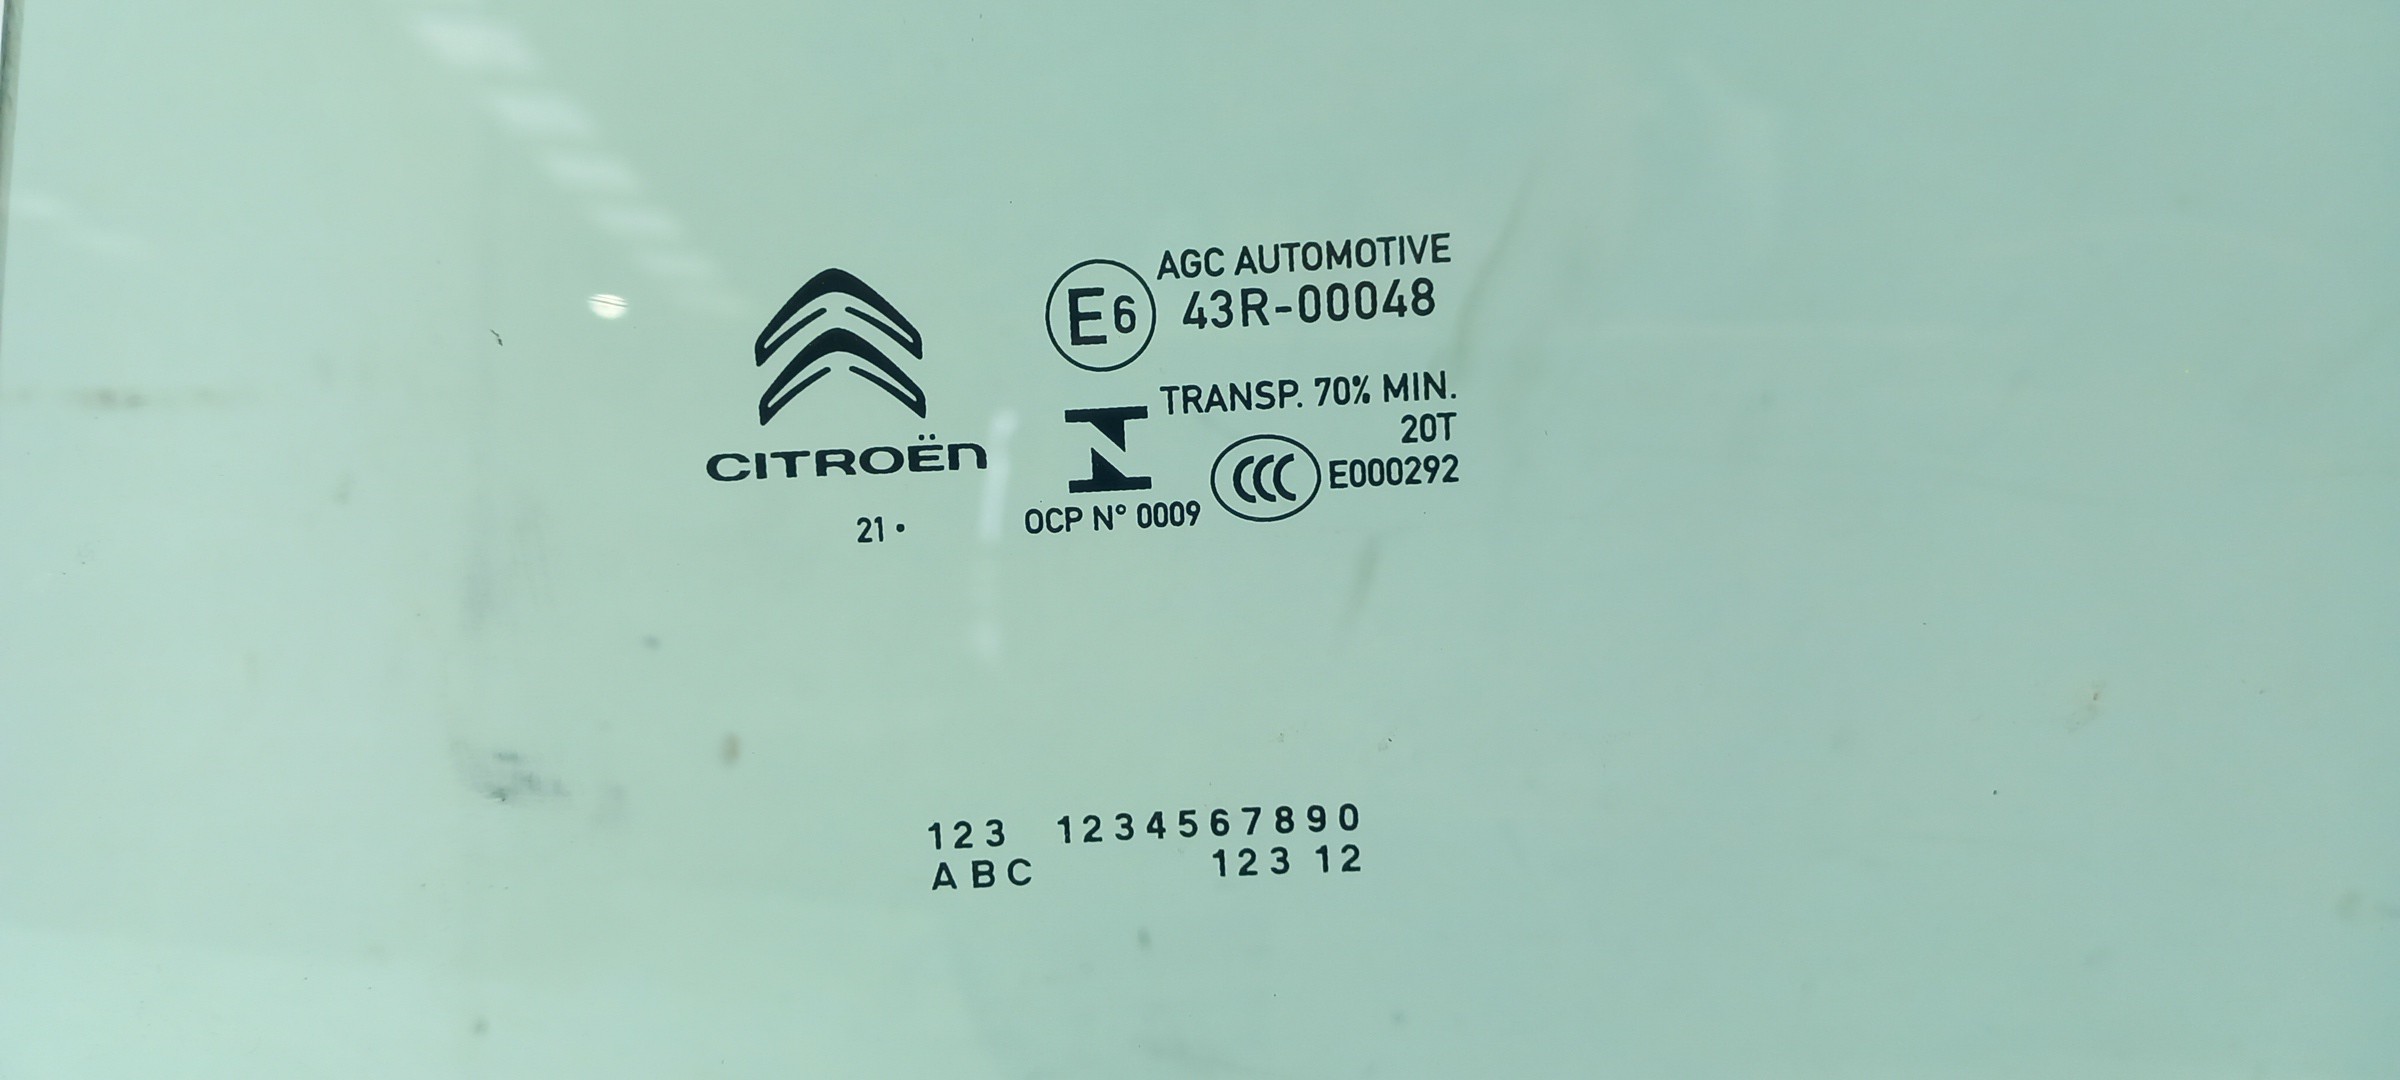 CITROËN
21 •
E6
AGC AUTOMOTIVE
43R-00048
TRANSP. 70% MIN.
20T
CCC E000292
OCP N° 0009
123 1234567890
ABC 123 12